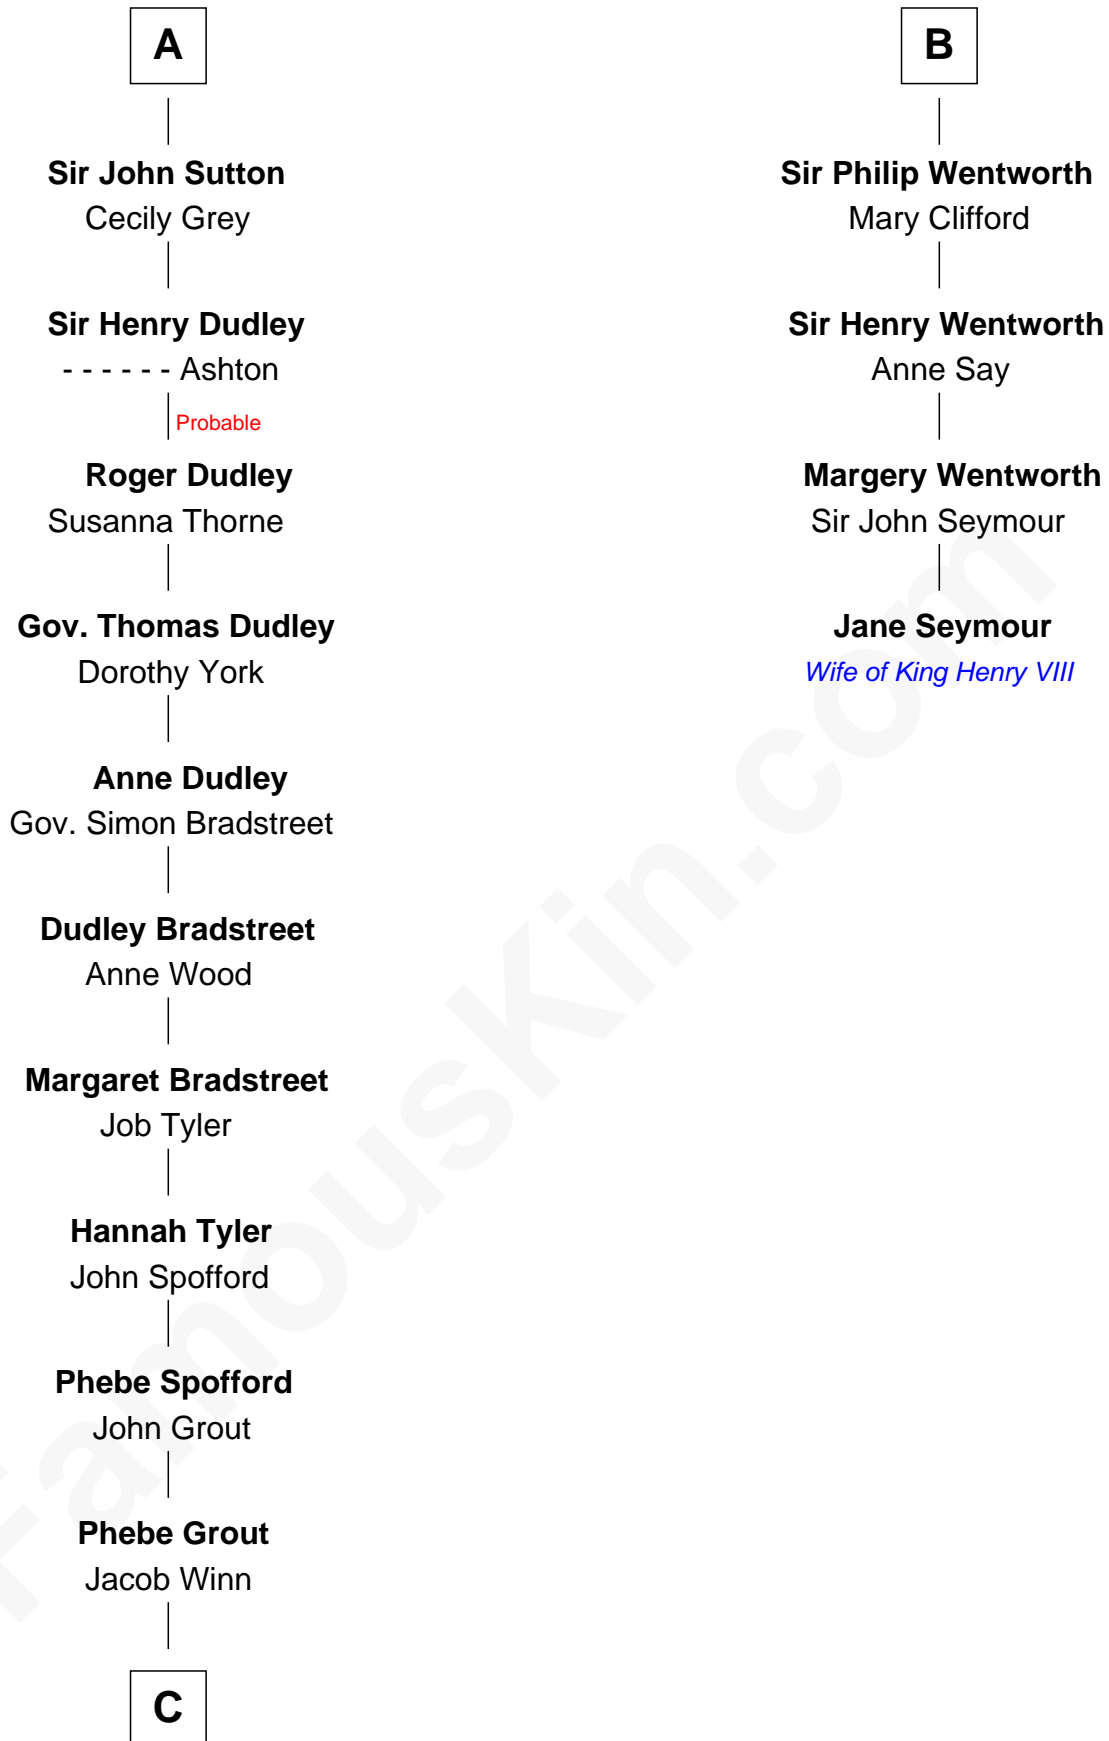 A
Sir John Sutton
Cecily Grey
Sir Henry Dudley
- - - - - - Ashton
Probable
Roger Dudley
Susanna Thorne
Gov. Thomas Dudley
Dorothy York
Anne Dudley
Gov. Simon Bradstreet
Dudley Bradstreet
Anne Wood
Margaret Bradstreet
Job Tyler
Hannah Tyler
John Spofford
Phebe Spofford
John Grout
Phebe Grout
Jacob Winn
C
B
Sir Philip Wentworth
Mary Clifford
Sir Henry Wentworth
Anne Say
Margery Wentworth
Sir John Seymour
Jane Seymour
Wife of King Henry VIII
FamousKin.com